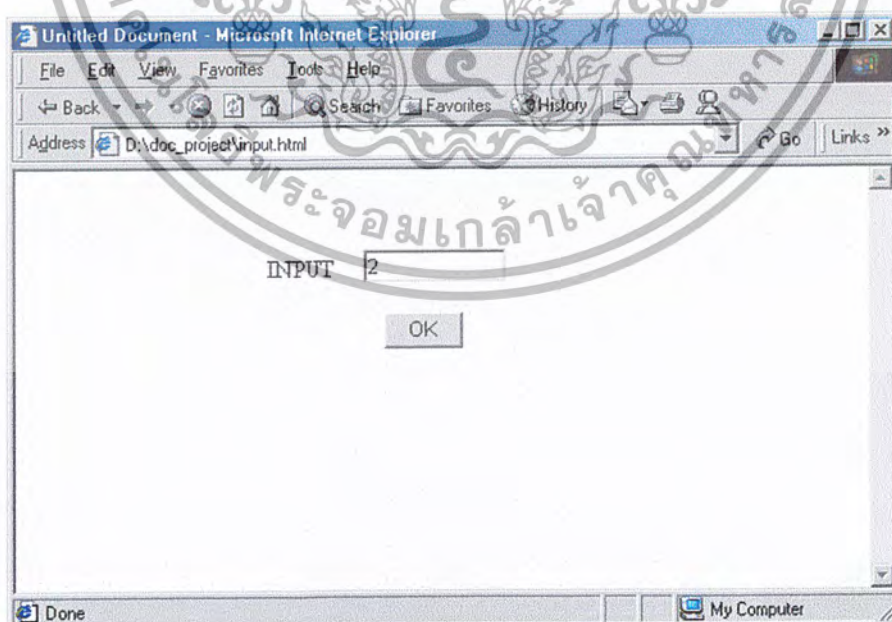 Untitled Document - Microsoft Internet Explorer
File Edit View Favorites Tools Help
Back Search Favorites History
Address D:\doc_project\input.html Go Links »
พระจอมเกล้าเจ้าคุณทหาร
INPUT 2
OK
Done My Computer